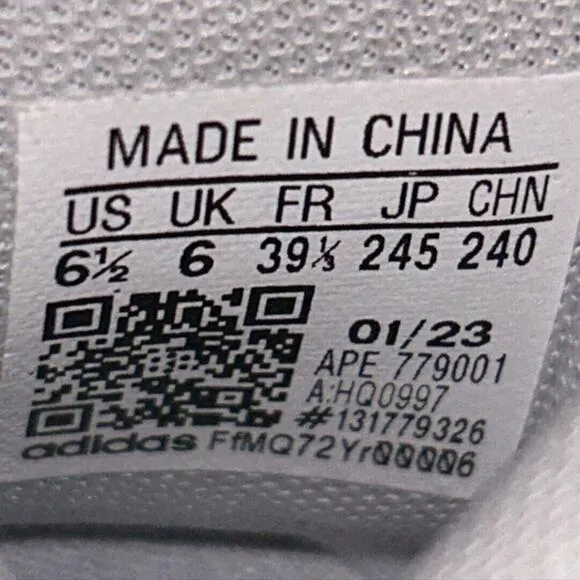 MADE IN CHINA
US UK FR JP CHN
6½ 6 39⅓ 245 240
01/23
APE 779001
A:HQ0997
#131779326
adidas FfMQ72Yr00006